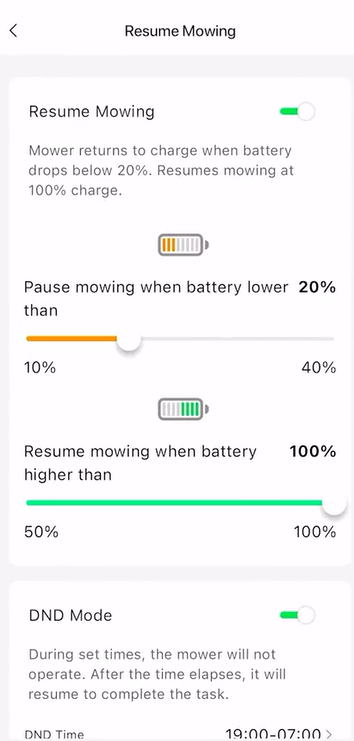 Resume Mowing
Resume Mowing
Mower returns to charge when battery
drops below 20%. Resumes mowing at
100% charge.
Pause mowing when battery lower 20%
than
10% 40%
Resume mowing when battery 100%
higher than
50% 100%
DND Mode
During set times, the mower will not
operate. After the time elapses, it will
resume to complete the task.
DND Time 19:00-07:00